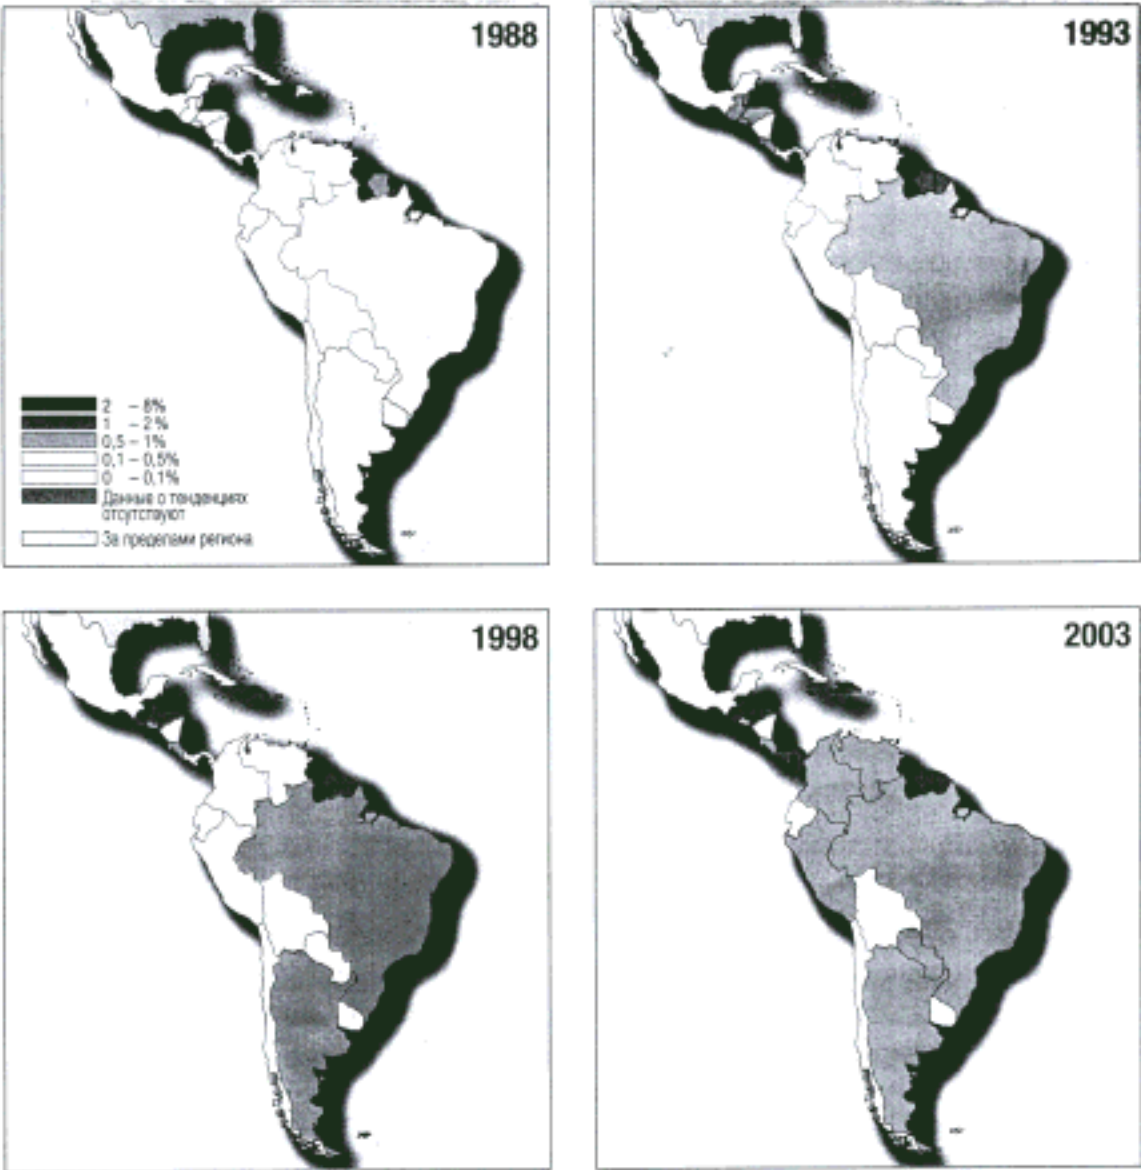 1988
1993
2 – 8%
1 – 2%
0,5 – 1%
0,1 – 0,5%
0 – 0,1%
Данные о тенденциях
отсутствуют
За пределами региона
1998
2003